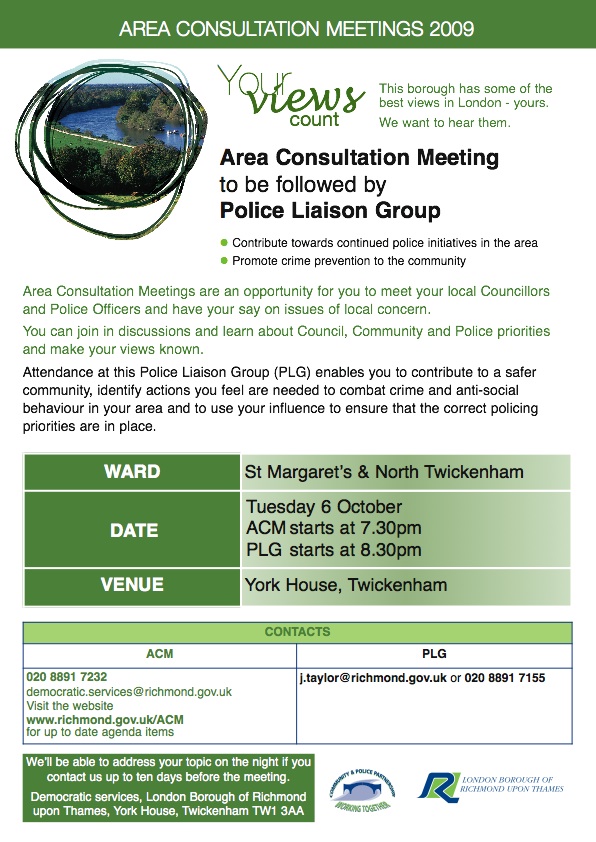 AREA CONSULTATION MEETINGS 2009
Your
views
count
This borough has some of the
best views in London - yours.
We want to hear them.
Area Consultation Meeting
to be followed by
Police Liaison Group
Contribute towards continued police initiatives in the area
Promote crime prevention to the community
Area Consultation Meetings are an opportunity for you to meet your local Councillors
and Police Officers and have your say on issues of local concern.
You can join in discussions and learn about Council, Community and Police priorities
and make your views known.
Attendance at this Police Liaison Group (PLG) enables you to contribute to a safer
community, identify actions you feel are needed to combat crime and anti-social
behaviour in your area and to use your influence to ensure that the correct policing
priorities are in place.
WARD St Margaret's & North Twickenham
DATE
Tuesday 6 October
ACM starts at 7.30pm
PLG starts at 8.30pm
VENUE York House, Twickenham
CONTACTS
ACM PLG
020 8891 7232
democratic.services@richmond.gov.uk
Visit the website
www.richmond.gov.uk/ACM
for up to date agenda items
j.taylor@richmond.gov.uk or 020 8891 7155
We'll be able to address your topic on the night if you
contact us up to ten days before the meeting.
Democratic services, London Borough of Richmond
upon Thames, York House, Twickenham TW1 3AA
COMMUNITY & POLICE PARTNERSHIP
WORKING TOGETHER
LONDON BOROUGH OF
RICHMOND UPON THAMES